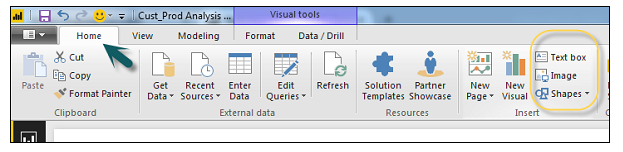 Cust_Prod Analysis ...
Visual tools
Home View Modeling Format Data / Drill
Paste
Cut
Copy
Format Painter
Clipboard
Get Data
Recent Sources
Enter Data
Edit Queries
Refresh
External data
Solution Templates
Partner Showcase
Resources
New Page
New Visual
Text box
Image
Shapes
Insert